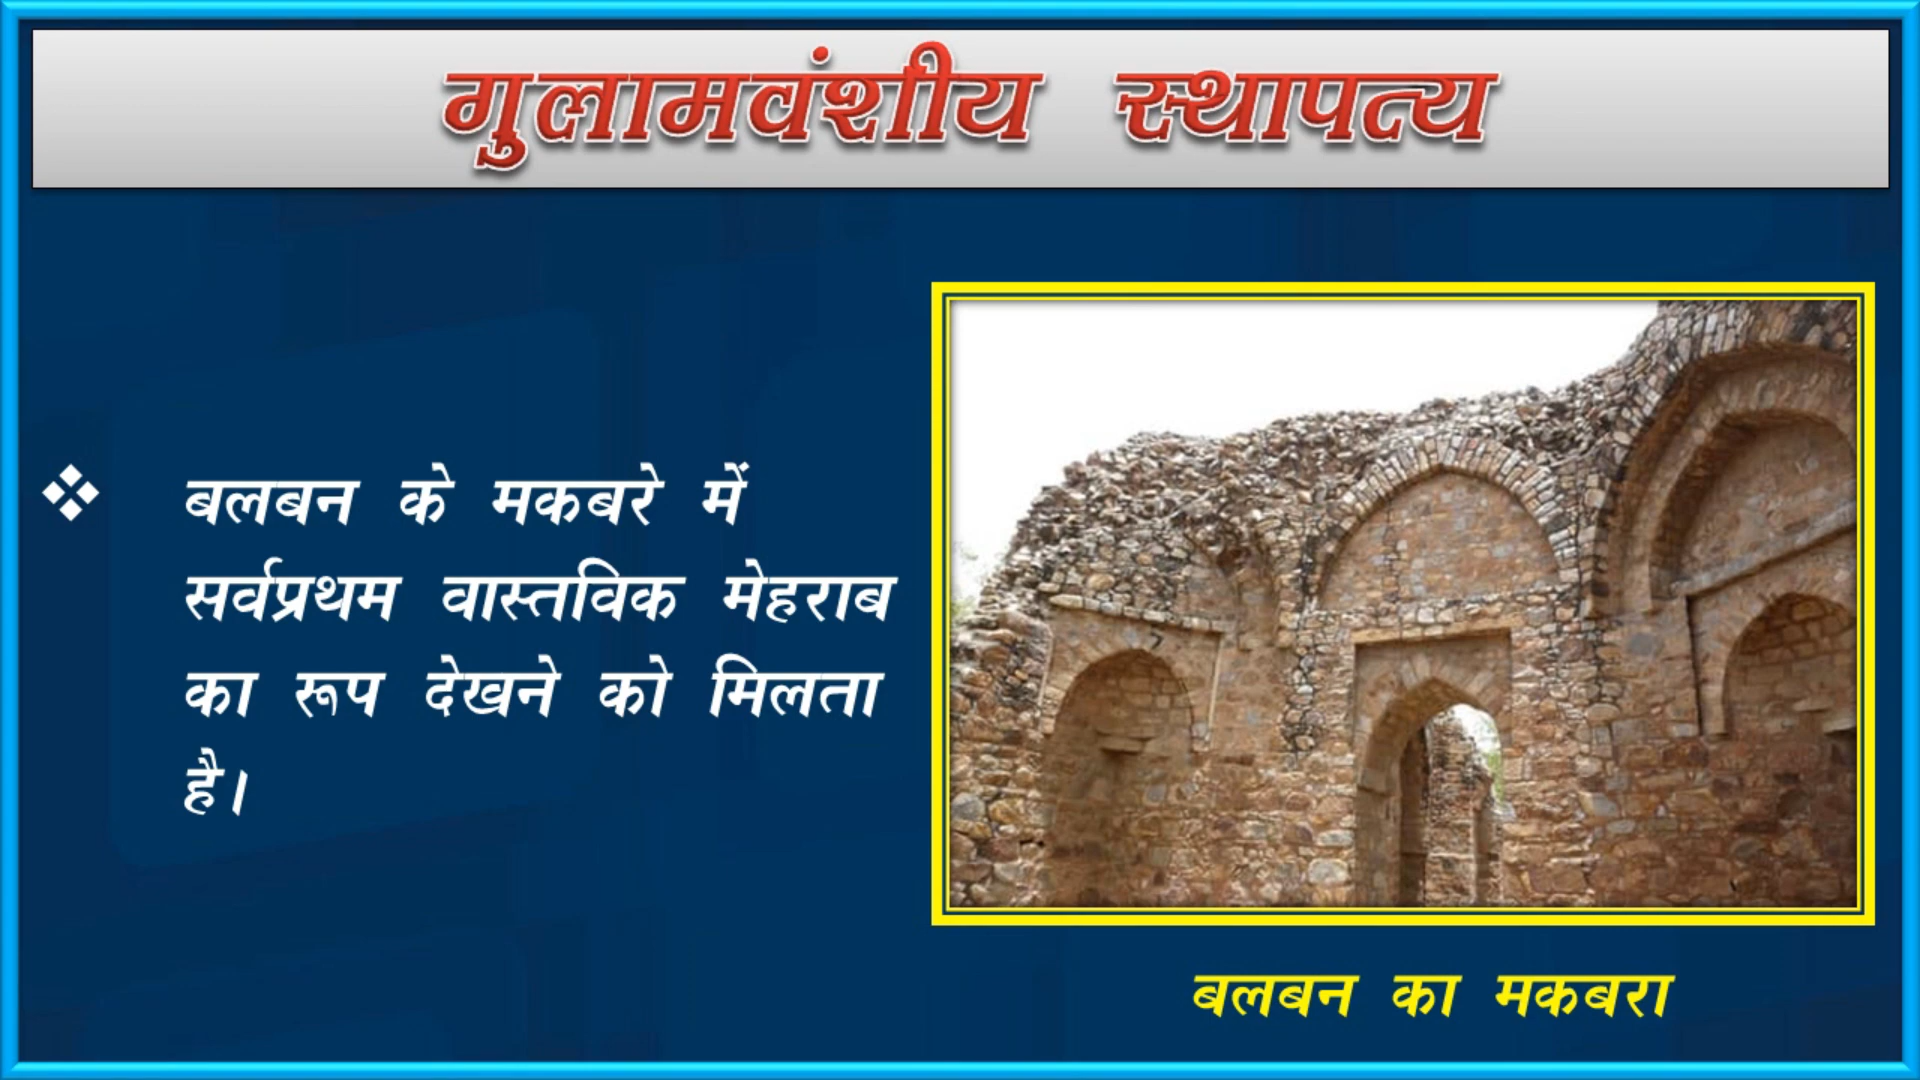 गुलामवंशीय स्थापत्य
❖ बलबन के मकबरे में
सर्वप्रथम वास्तविक मेहराब
का रूप देखने को मिलता
है।
बलबन का मकबरा